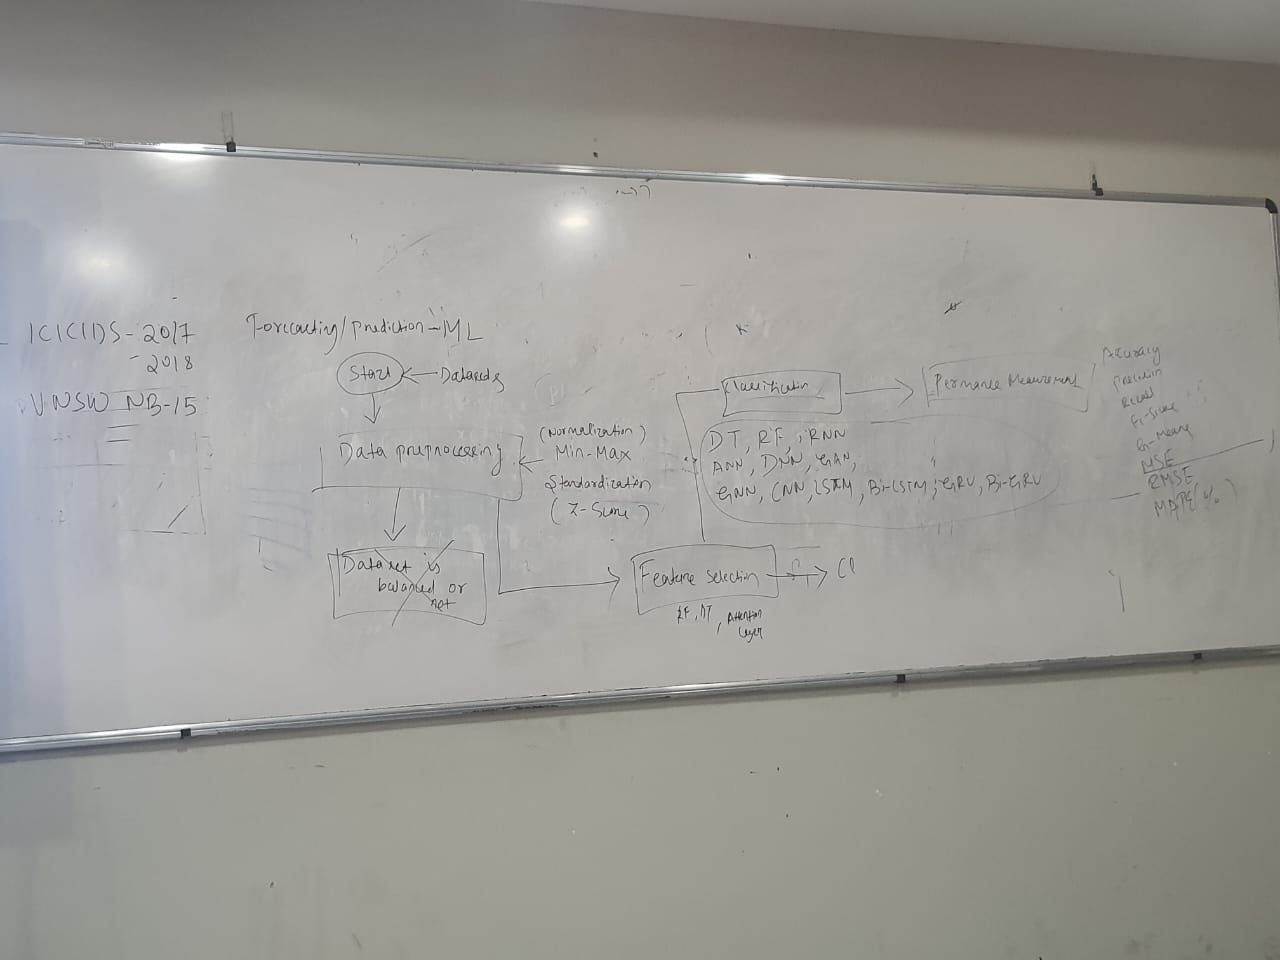 ICICIDS-2017
-2018
UNSW NB-15
Forecasting/prediction-ML
Start
Datasets
Data preprocessing
(Normalization)
Min-Max
Standardization
(Z-Score)
Dataset is
balanced or
not
Feature Selection
Cl
RF, DT, Attention
Layer
Classification
DT, RF, RNN
ANN, DNN, GAN,
GNN, CNN, LSTM, Bi-LSTM, GRU, Bi-GRU
Permance Measurement
Accuracy
Precision
Recall
F1-Score
G-Mean
MSE
RMSE
MAPE(%)